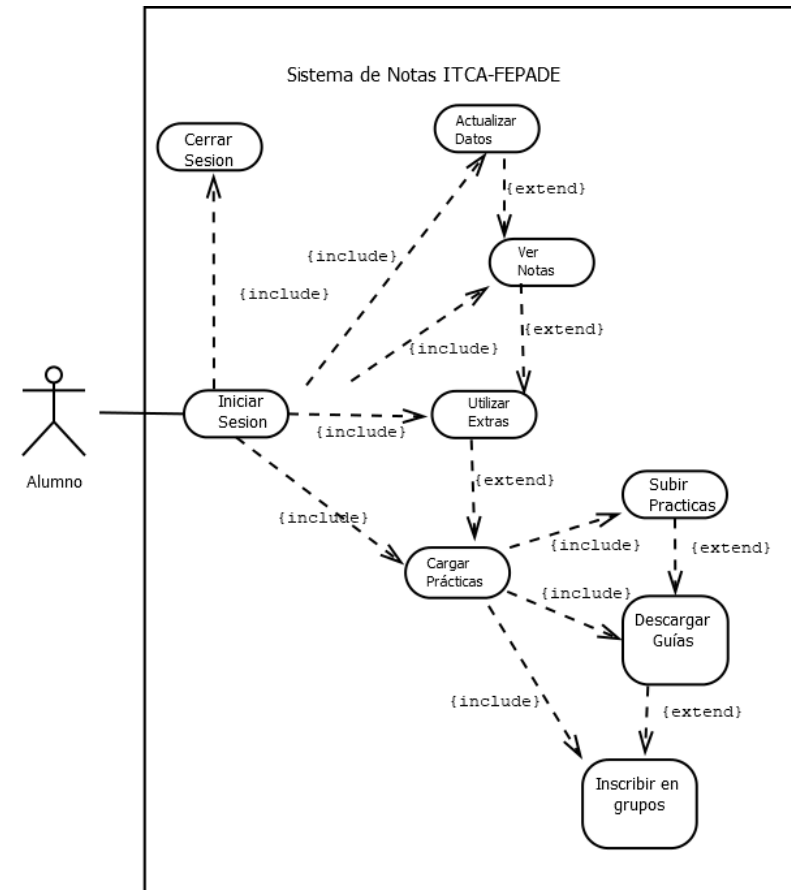 Sistema de Notas ITCA-FEPADE
Actualizar
Datos
Cerrar
Sesion
{extend}
{include}
Ver
Notas
{include}
{extend}
{include}
Iniciar
Sesion
Utilizar
Extras
{include}
Alumno
{extend}
Subir
Practicas
{include}
{include}
{extend}
Cargar
Prácticas
{include}
Descargar
Guías
{include}
{extend}
Inscribir en
grupos